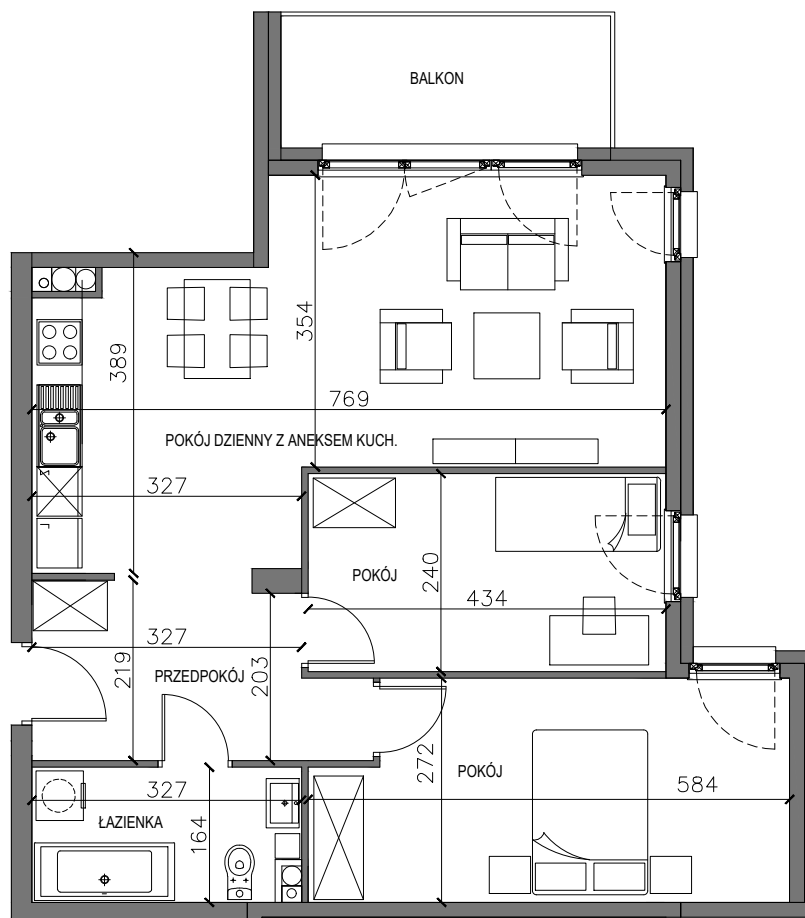 BALKON
389
354
769
POKÓJ DZIENNY Z ANEKSEM KUCH.
327
POKÓJ
240
434
327
219
PRZEDPOKÓJ
203
272
POKÓJ
584
327
164
ŁAZIENKA